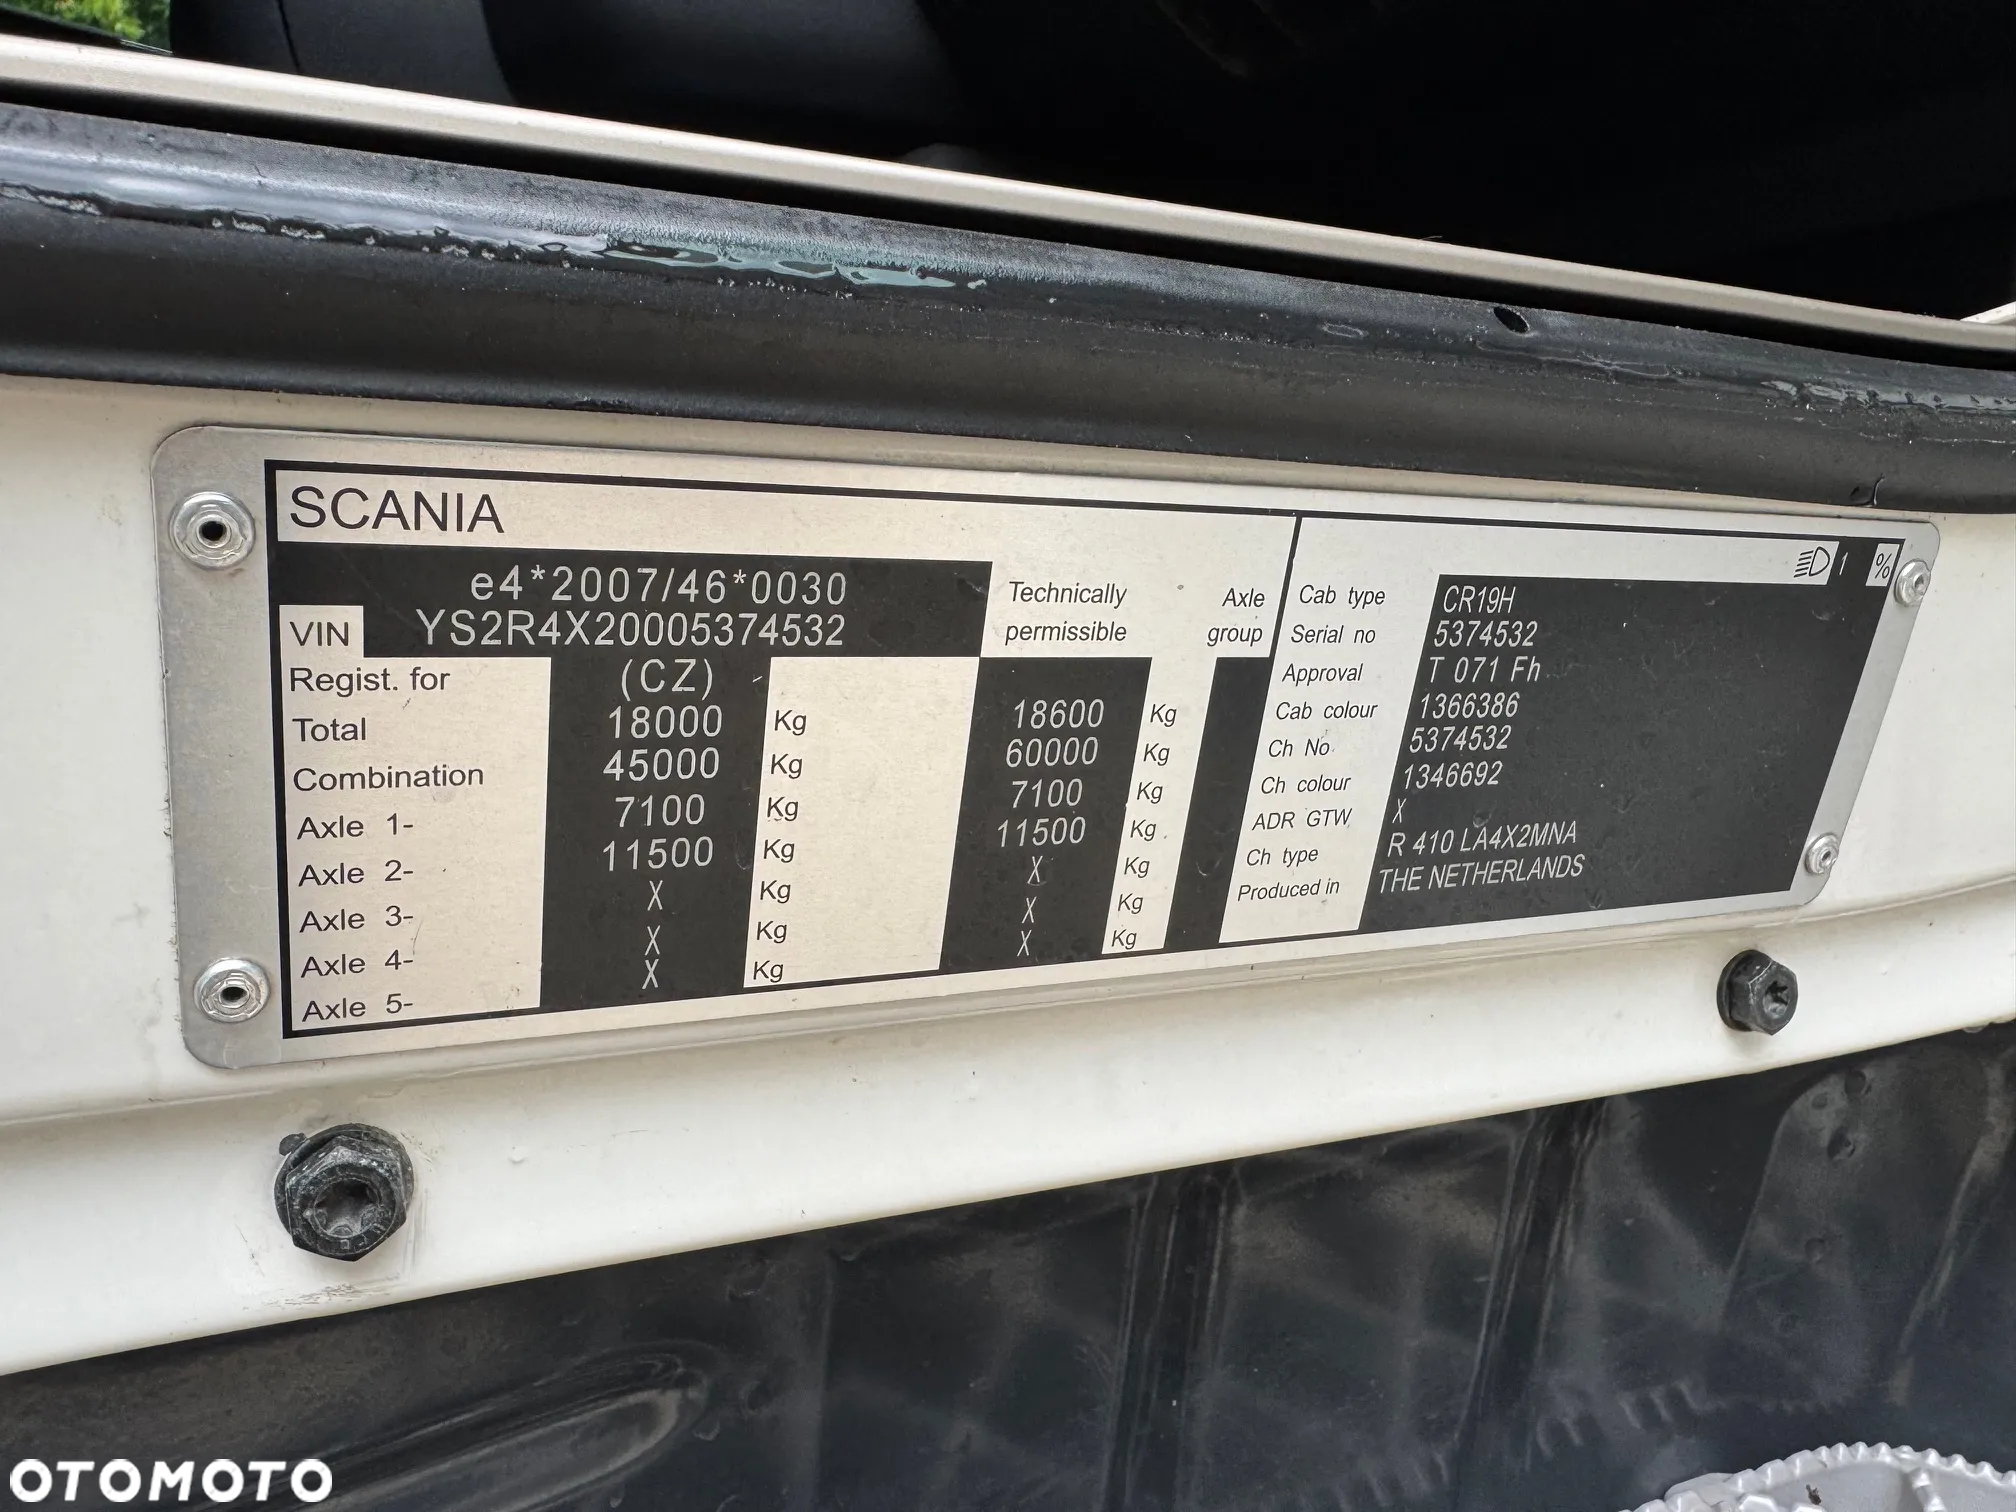 SCANIA
e4*2007/46*0030
VIN YS2R4X20005374532
Technically permissible
Axle group
Regist. for (CZ)
Total 18000 Kg 18600 Kg
Combination 45000 Kg 60000 Kg
Axle 1- 7100 Kg 7100 Kg
Axle 2- 11500 Kg 11500 Kg
Axle 3- X Kg X Kg
Axle 4- X Kg X Kg
Axle 5- X Kg X Kg
1 %
Cab type CR19H
Serial no 5374532
Approval T 071 Fh
Cab colour 1366386
Ch No 5374532
Ch colour 1346692
ADR GTW X
Ch type R 410 LA4X2MNA
Produced in THE NETHERLANDS
OTOMOTO